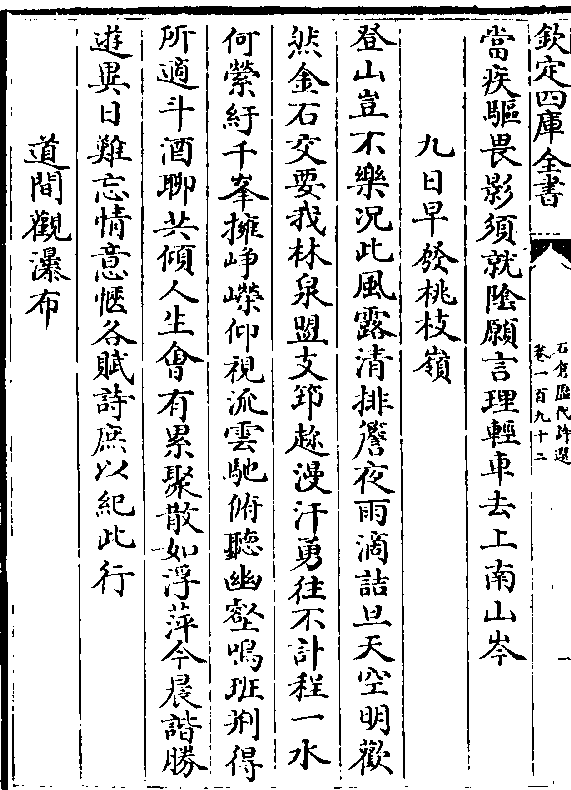 欽定四庫全書
石倉歷代詩選
卷一百九十二
一
當疾驅畏影須就陰願言理輕車去上南山岑
九日早發桃枝嶺
登山豈不樂况此風露清排簷夜雨滴詰旦天空明歡
然金石交要我林泉盟支筇趂漫汗勇往不計程一水
何縈紆千峯擁崢嶸仰視流雲馳俯聽幽壑鳴班荆得
所適斗酒聊共傾人生會有累聚散如浮萍今晨諧勝
遊異日難忘情意愜各賦詩庶以紀此行
道間觀瀑布